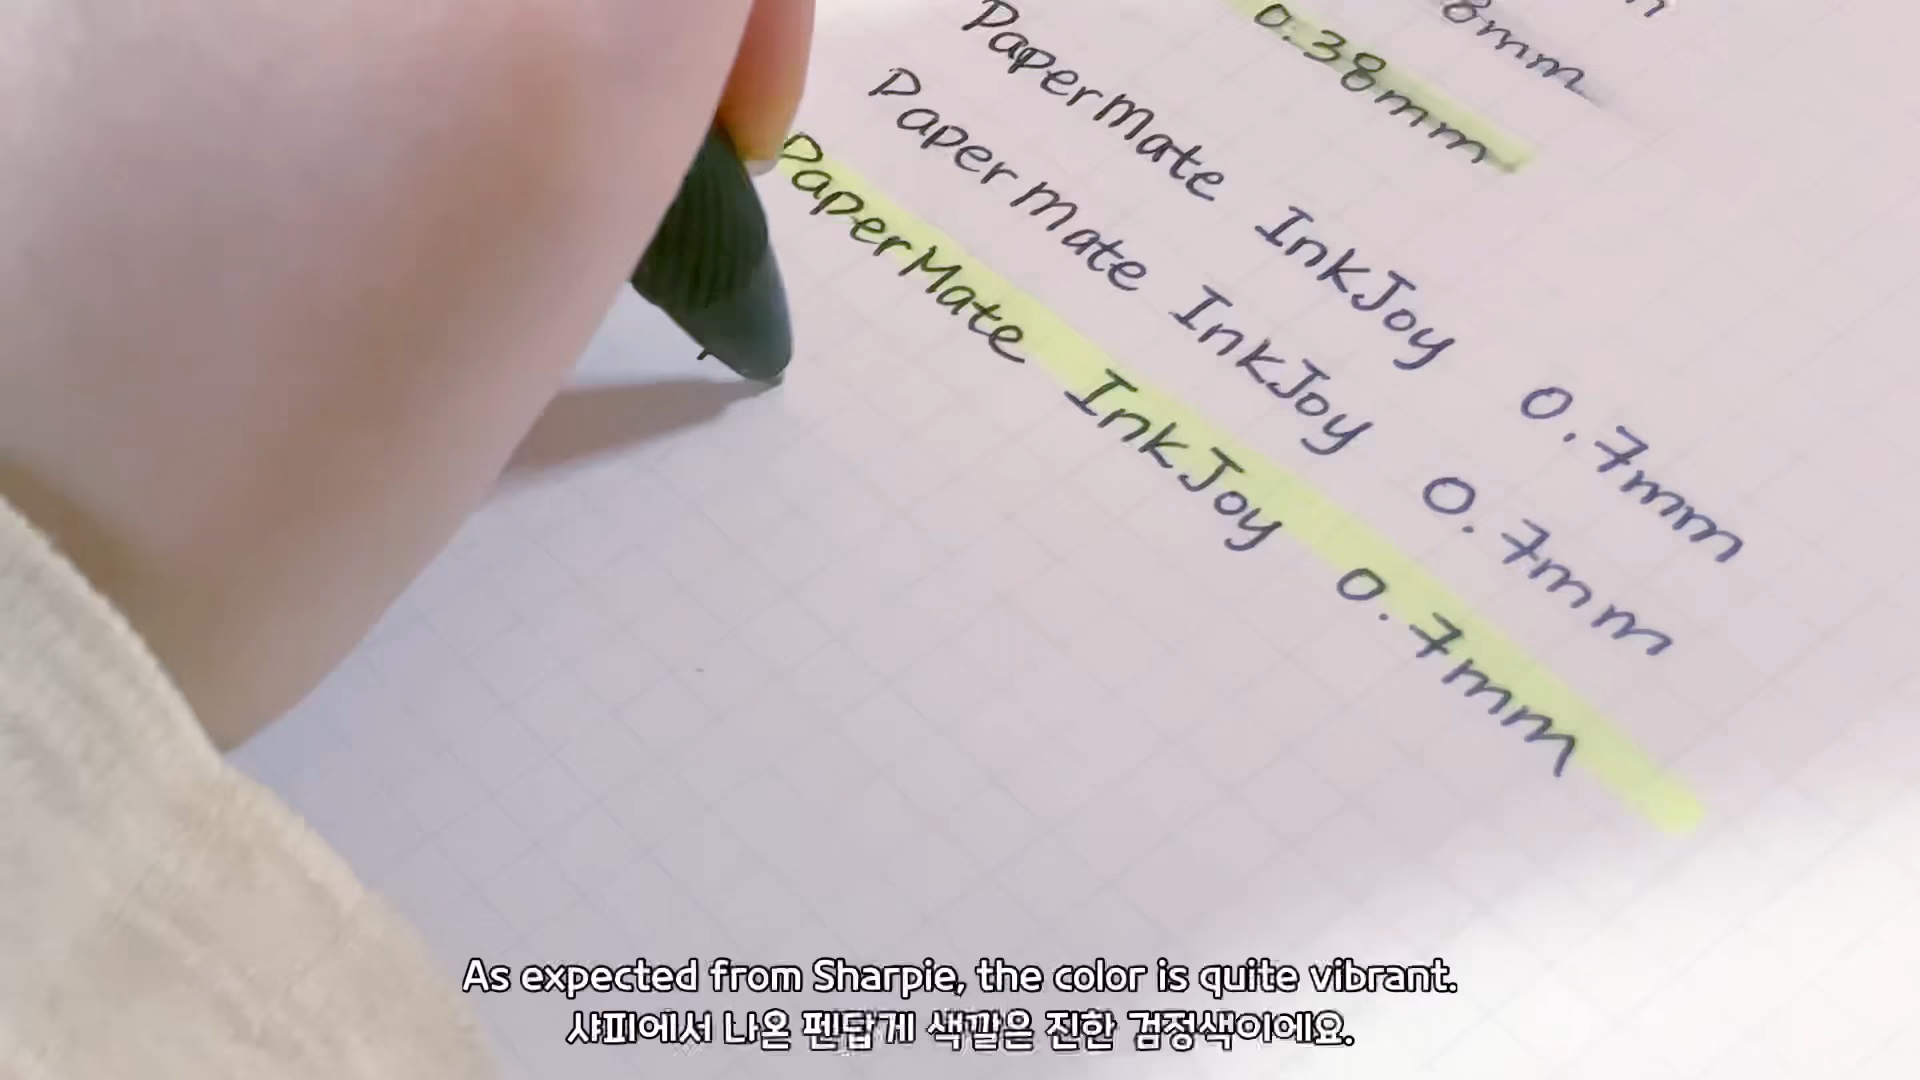 8mm
0.38mm
PaperMate InkJoy 0.7mm
PaperMate InkJoy 0.7mm
PaperMate InkJoy 0.7mm
As expected from Sharpie, the color is quite vibrant.
샤피에서 나온 펜답게 색깔은 진한 검정색이에요.